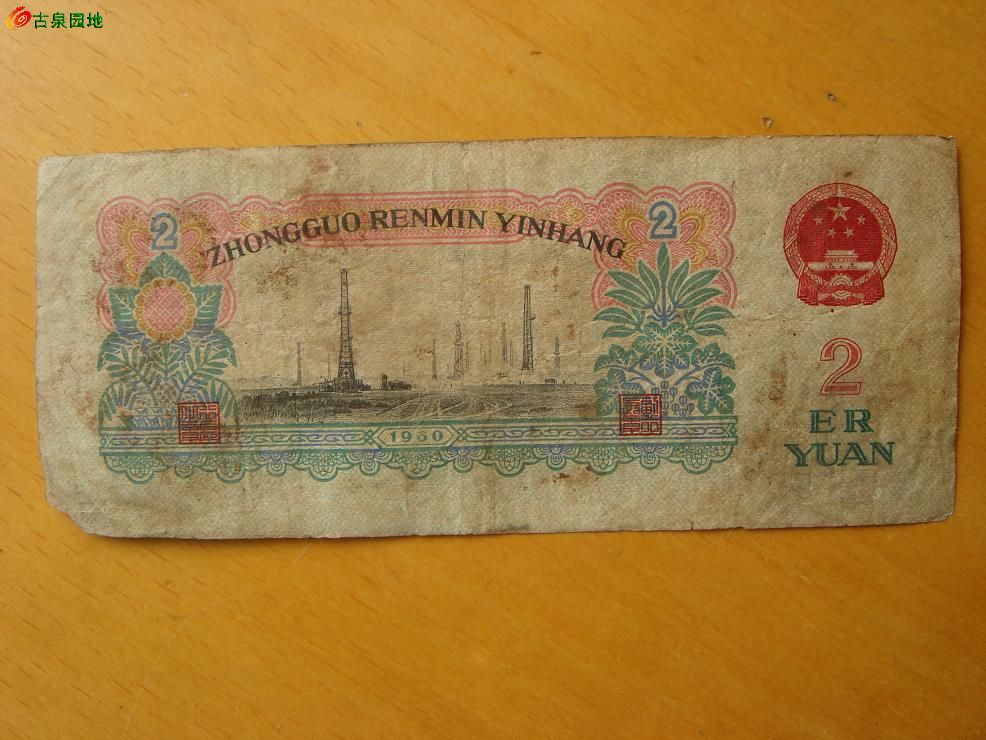 古泉园地
2 ZHONGGUO RENMIN YINHANG 2
2
ER
YUAN
1960